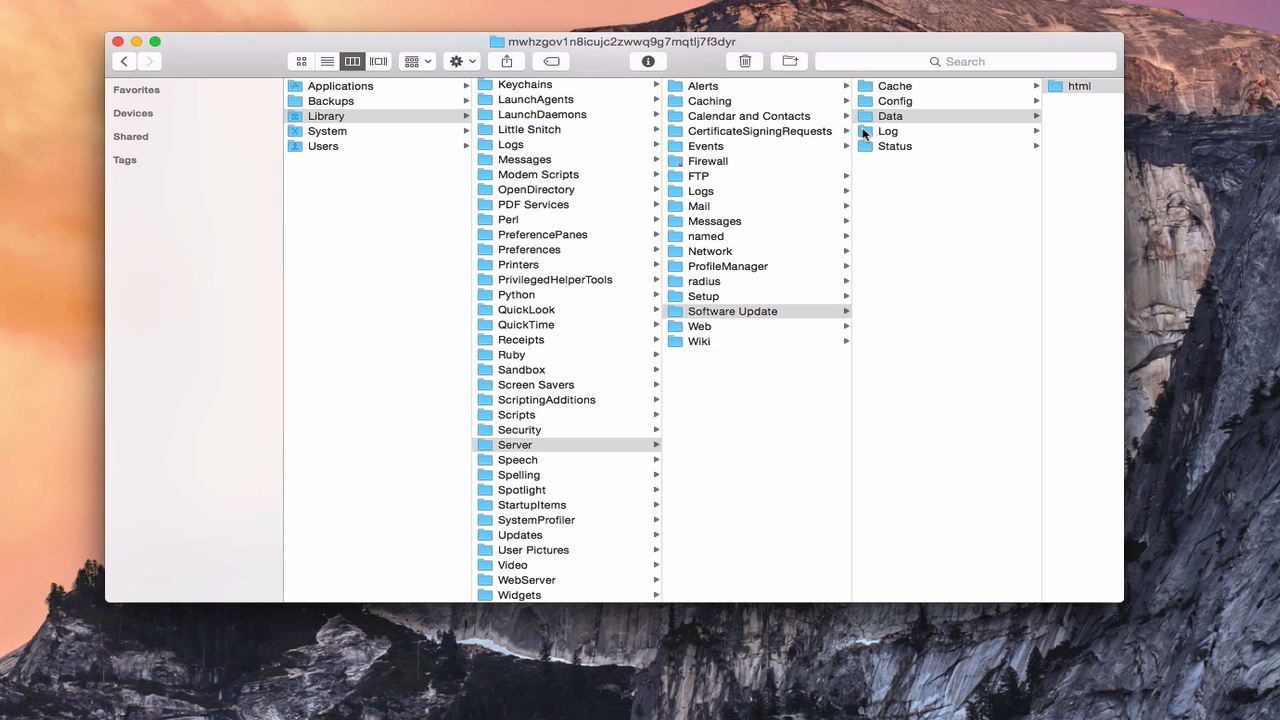 mwhzgov1n8icujc2zwwq9g7mqtlj7f3dyr
Search
Favorites
Devices
Shared
Tags
Applications
Backups
Library
System
Users
Keychains
LaunchAgents
LaunchDaemons
Little Snitch
Logs
Messages
Modem Scripts
OpenDirectory
PDF Services
Perl
PreferencePanes
Preferences
Printers
PrivilegedHelperTools
Python
QuickLook
QuickTime
Receipts
Ruby
Sandbox
Screen Savers
ScriptingAdditions
Scripts
Security
Server
Speech
Spelling
Spotlight
StartupItems
SystemProfiler
Updates
User Pictures
Video
WebServer
Widgets
Alerts
Caching
Calendar and Contacts
CertificateSigningRequests
Events
Firewall
FTP
Logs
Mail
Messages
named
Network
ProfileManager
radius
Setup
Software Update
Web
Wiki
Cache
Config
Data
Log
Status
html